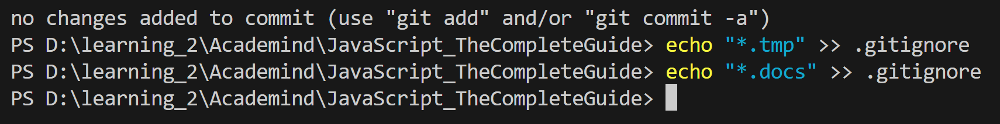 no changes added to commit (use "git add" and/or "git commit -a")
PS D:\learning_2\Academind\JavaScript_TheCompleteGuide> echo "*.tmp" >> .gitignore
PS D:\learning_2\Academind\JavaScript_TheCompleteGuide> echo "*.docs" >> .gitignore
PS D:\learning_2\Academind\JavaScript_TheCompleteGuide>